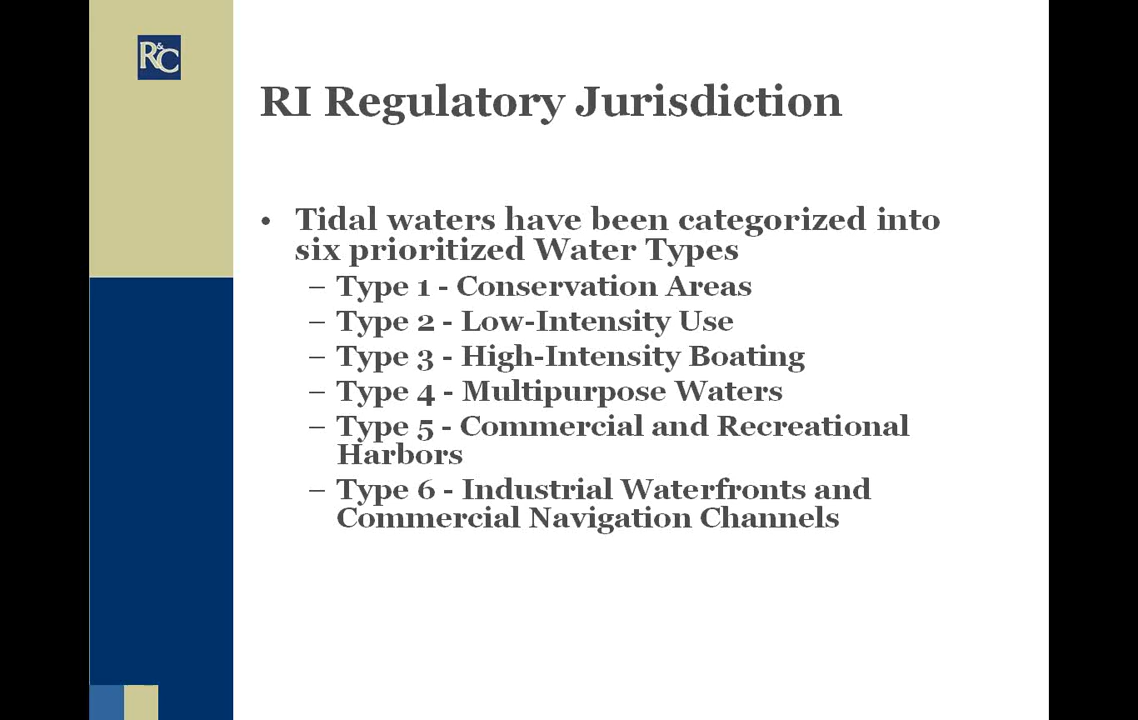 R&C
RI Regulatory Jurisdiction
• Tidal waters have been categorized into
six prioritized Water Types
– Type 1 - Conservation Areas
– Type 2 - Low-Intensity Use
– Type 3 - High-Intensity Boating
– Type 4 - Multipurpose Waters
– Type 5 - Commercial and Recreational
Harbors
– Type 6 - Industrial Waterfronts and
Commercial Navigation Channels